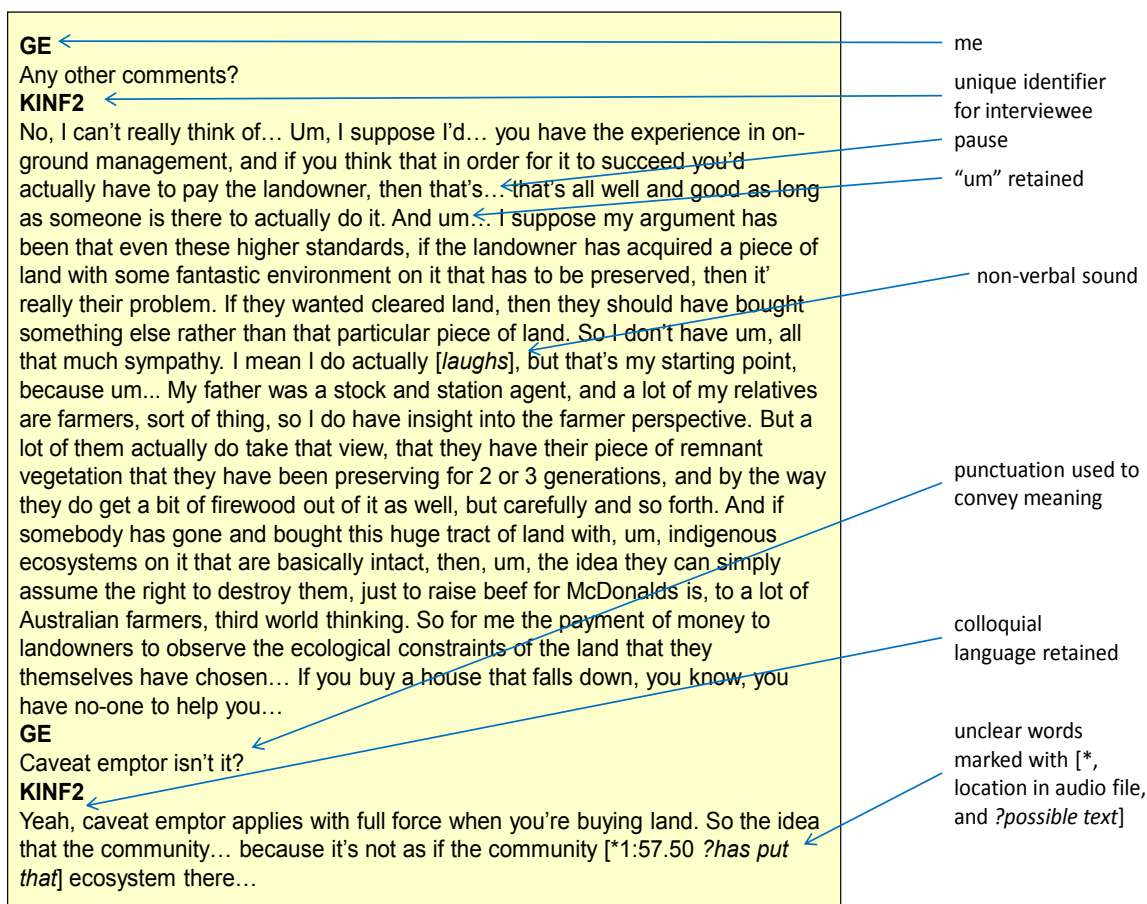 GE
Any other comments?
KINF2
No, I can't really think of… Um, I suppose I'd… you have the experience in on-
ground management, and if you think that in order for it to succeed you'd
actually have to pay the landowner, then that's… that's all well and good as long
as someone is there to actually do it. And um… I suppose my argument has
been that even these higher standards, if the landowner has acquired a piece of
land with some fantastic environment on it that has to be preserved, then it'
really their problem. If they wanted cleared land, then they should have bought
something else rather than that particular piece of land. So I don't have um, all
that much sympathy. I mean I do actually [laughs], but that's my starting point,
because um... My father was a stock and station agent, and a lot of my relatives
are farmers, sort of thing, so I do have insight into the farmer perspective. But a
lot of them actually do take that view, that they have their piece of remnant
vegetation that they have been preserving for 2 or 3 generations, and by the way
they do get a bit of firewood out of it as well, but carefully and so forth. And if
somebody has gone and bought this huge tract of land with, um, indigenous
ecosystems on it that are basically intact, then, um, the idea they can simply
assume the right to destroy them, just to raise beef for McDonalds is, to a lot of
Australian farmers, third world thinking. So for me the payment of money to
landowners to observe the ecological constraints of the land that they
themselves have chosen… If you buy a house that falls down, you know, you
have no-one to help you…
GE
Caveat emptor isn't it?
KINF2
Yeah, caveat emptor applies with full force when you're buying land. So the idea
that the community… because it's not as if the community [*1:57.50 ?has put
that] ecosystem there…
me
unique identifier
for interviewee
pause
"um" retained
non-verbal sound
punctuation used to
convey meaning
colloquial
language retained
unclear words
marked with [*,
location in audio file,
and ?possible text]